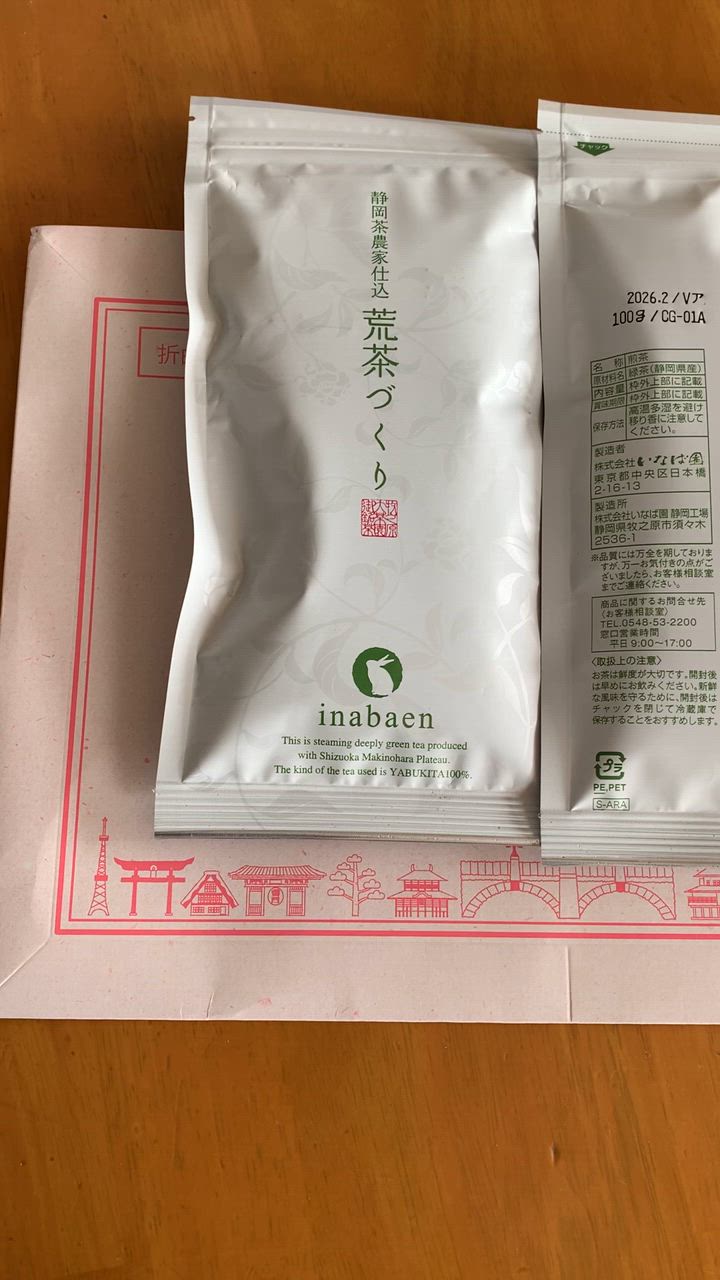 静岡茶農家仕込 荒茶づくり
inabaen
This is steaming deeply green tea produced
with Shizuoka Makinohara Plateau.
The kind of the tea used is YABUKITA100%.
折
チャック
2026.2/Vア
100g/CG-01A
名 称 煎茶
原材料名 緑茶(静岡県産)
内容量 枠外上部に記載
賞味期限 枠外上部に記載
保存方法 高温多湿を避け
移り香に注意して
ください。
製造者
株式会社いなば園
東京都中央区日本橋
2-16-13
製造所
株式会社いなば園 静岡工場
静岡県牧之原市須々木
2536-1
※品質には万全を期しておりま
すが、万一お気付きの点がご
ざいましたら、お客様相談室
までご連絡ください。
商品に関するお問合せ先
(お客様相談室)
TEL.0548-53-2200
窓口営業時間
平日 9:00〜17:00
〈取扱上の注意〉
お茶は鮮度が大切です。開封後
は早めにお飲みください。新鮮
な風味を守るために、開封後は
チャックを閉じて冷蔵庫で
保存することをおすすめします。
プラ
PE,PET
S-ARA